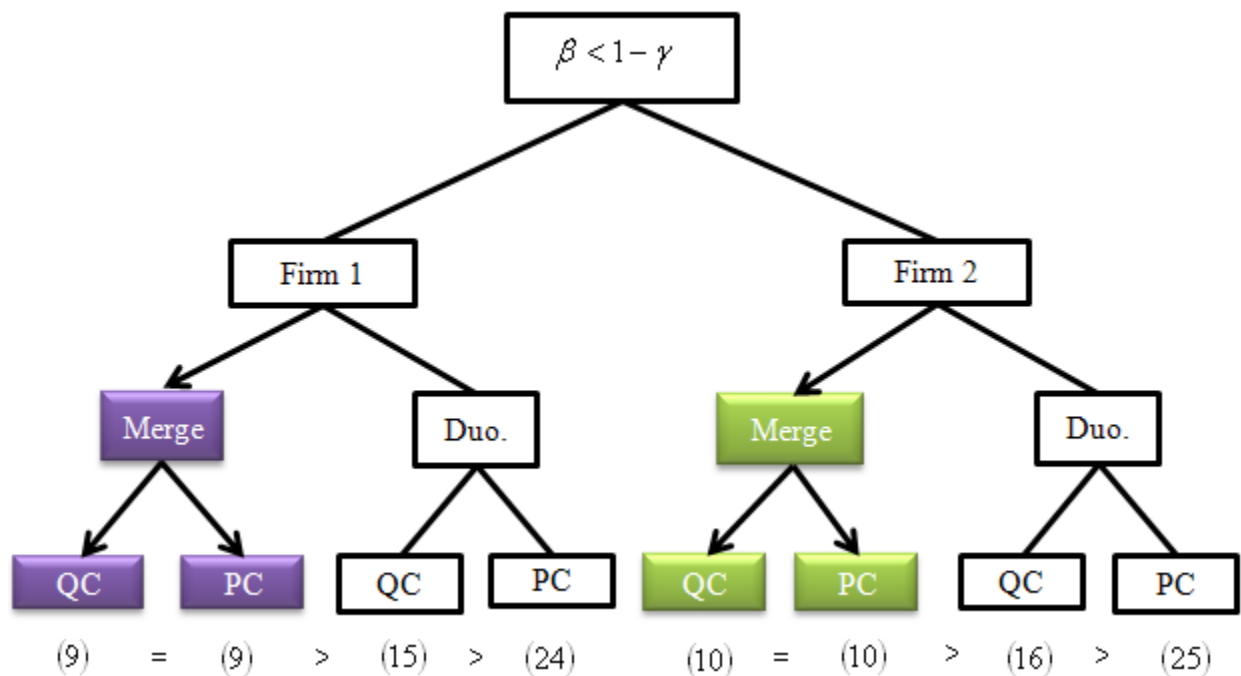 β < 1 − γ
Firm 1 Firm 2
Merge Duo. Merge Duo.
QC PC QC PC QC PC QC PC
(9) = (9) > (15) > (24) (10) = (10) > (16) > (25)